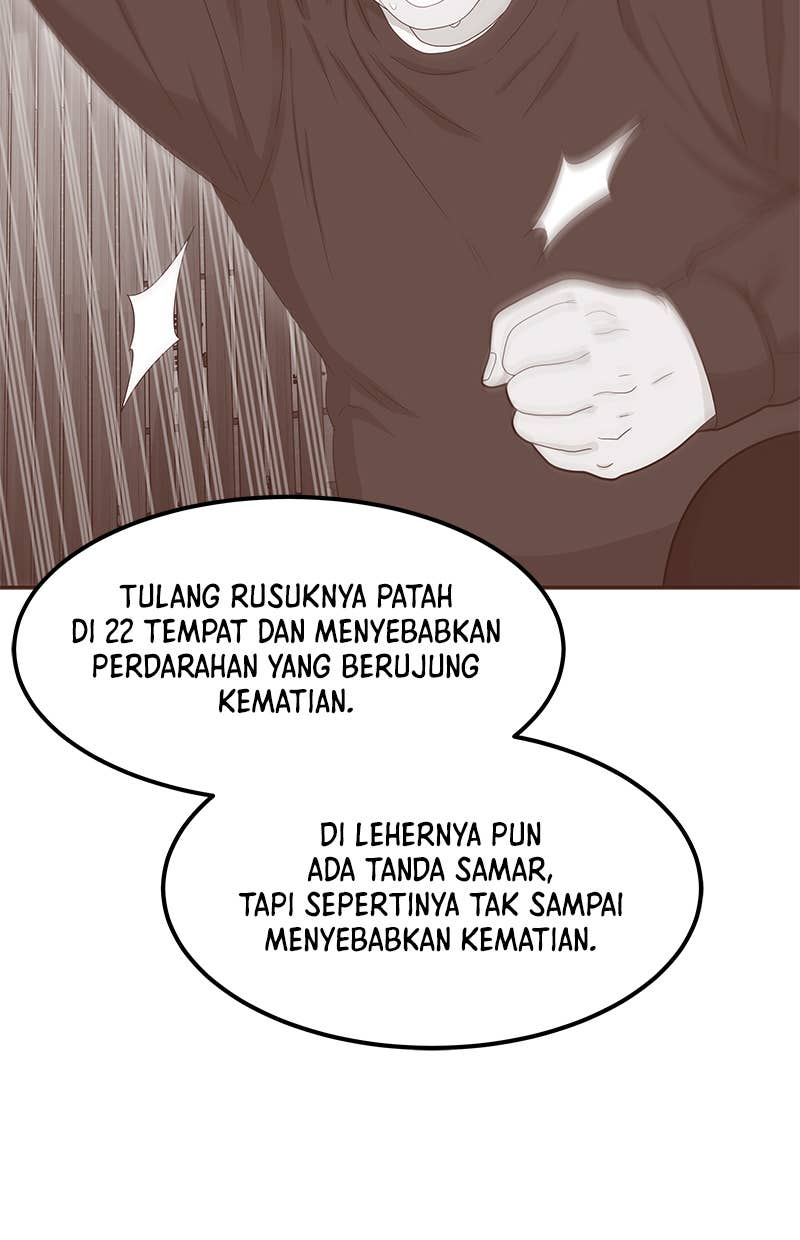 TULANG RUSUKNYA PATAH
DI 22 TEMPAT DAN MENYEBABKAN
PERDARAHAN YANG BERUJUNG
KEMATIAN.
DI LEHERNYA PUN
ADA TANDA SAMAR,
TAPI SEPERTINYA TAK SAMPAI
MENYEBABKAN KEMATIAN.